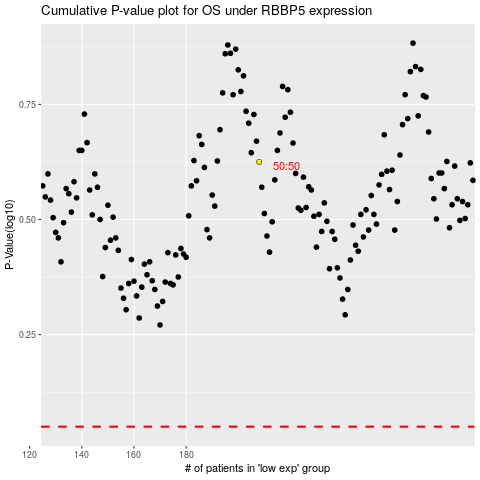 Cumulative P-value plot for OS under RBBP5 expression
P-Value(log10)
0.75
0.50
0.25
50:50
120 140 160 180
# of patients in 'low exp' group